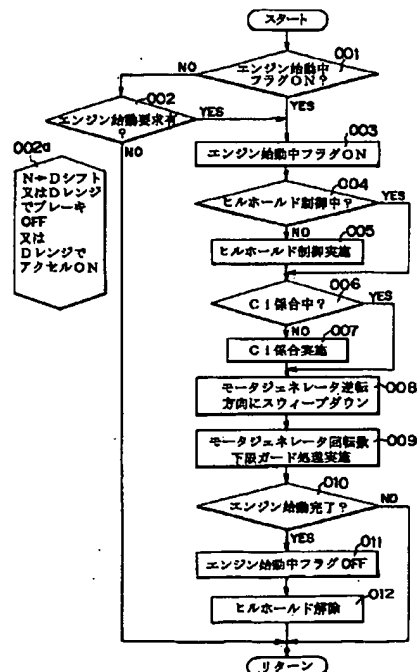 スタート
001
エンジン始動中
フラグON?
NO
YES
002
エンジン始動要求有
?
YES
NO
002a
N←Dシフト
又はDレンジ
でブレーキ
OFF
又は
Dレンジで
アクセルON
003
エンジン始動中フラグON
004
ヒルホールド制御中?
YES
NO
005
ヒルホールド制御実施
006
C1係合中?
YES
NO
007
C1係合実施
008
モータジェネレータ逆転
方向にスウィープダウン
009
モータジェネレータ回転数
下限ガード処理実施
010
エンジン始動完了?
NO
YES
011
エンジン始動中フラグOFF
012
ヒルホールド解除
リターン